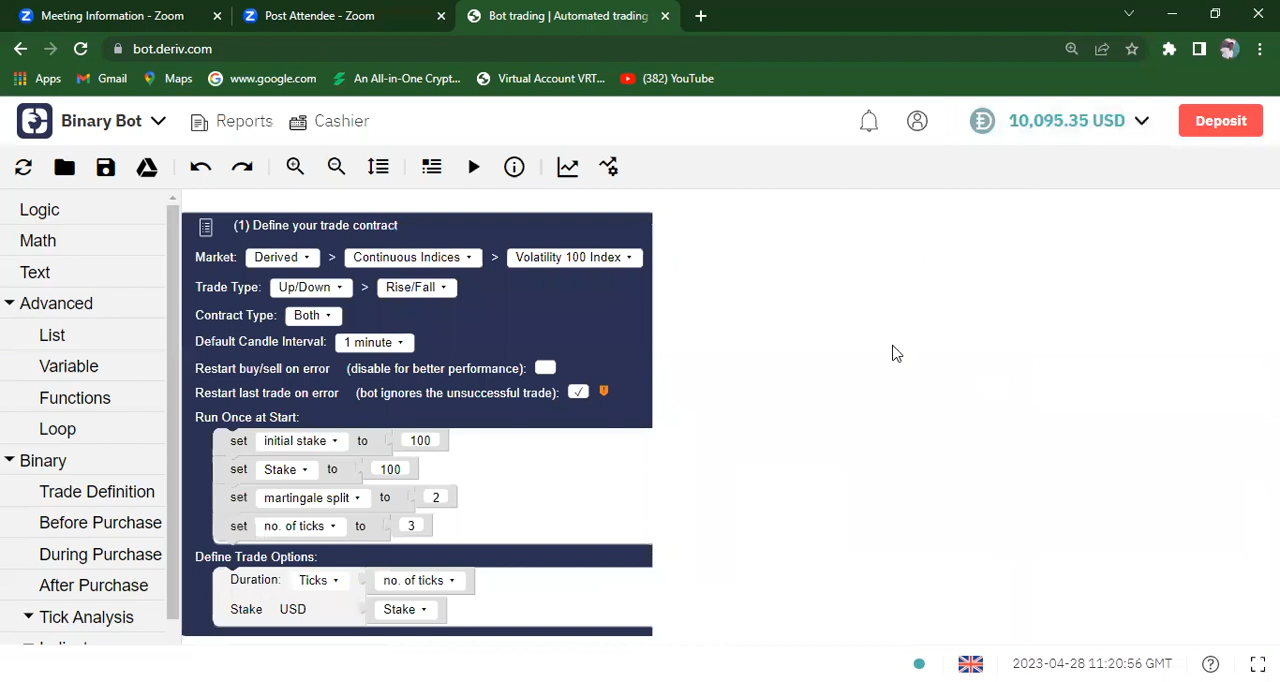 Meeting Information - Zoom
Post Attendee - Zoom
Bot trading | Automated trading
bot.deriv.com
Apps Gmail Maps www.google.com An All-in-One Crypt... Virtual Account VRT... (382) YouTube
Binary Bot Reports Cashier 10,095.35 USD Deposit
Logic
Math
Text
Advanced
List
Variable
Functions
Loop
Binary
Trade Definition
Before Purchase
During Purchase
After Purchase
Tick Analysis
(1) Define your trade contract
Market: Derived > Continuous Indices > Volatility 100 Index
Trade Type: Up/Down > Rise/Fall
Contract Type: Both
Default Candle Interval: 1 minute
Restart buy/sell on error (disable for better performance):
Restart last trade on error (bot ignores the unsuccessful trade): ✓
Run Once at Start:
set initial stake to 100
set Stake to 100
set martingale split to 2
set no. of ticks to 3
Define Trade Options:
Duration: Ticks no. of ticks
Stake USD Stake
2023-04-28 11:20:56 GMT